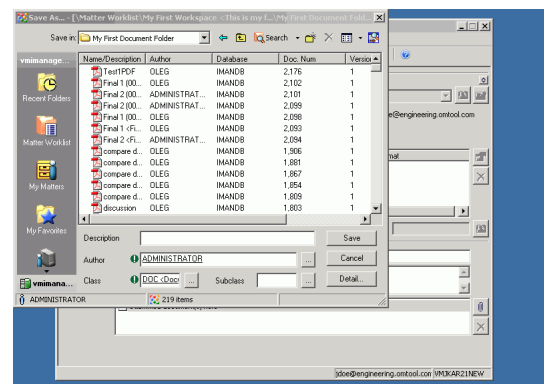 Save As... - [\Matter Worklist\My First Workspace <This is my f...\My First Document Fold...
Save in: My First Document Folder
Search
vmimanage...
Name/Description Author Database Doc. Num Version
Test1PDF OLEG IMANDB 2,176 1
Final 1 (00... OLEG IMANDB 2,102 1
Final 2 (00... ADMINISTRAT... IMANDB 2,101 1
Final 2 (00... OLEG IMANDB 2,099 1
Final 1 (00... OLEG IMANDB 2,098 1
Final 1 <Fi... OLEG IMANDB 2,093 1
Final 2 <Fi... ADMINISTRAT... IMANDB 2,094 1
compare d... OLEG IMANDB 1,906 1
compare d... OLEG IMANDB 1,881 1
compare d... OLEG IMANDB 1,867 1
compare d... OLEG IMANDB 1,854 1
compare d... OLEG IMANDB 1,809 1
discussion OLEG IMANDB 1,803 1
Recent Folders
Matter Worklist
My Matters
My Favorites
vmimana...
Description
Save
Author ADMINISTRATOR ...
Cancel
Class DOC <Doc ... Subclass ...
Detail...
ADMINISTRATOR 219 items
e@engineering.omtool.com
mat
jdoe@engineering.omtool.com VMJKAR21NEW